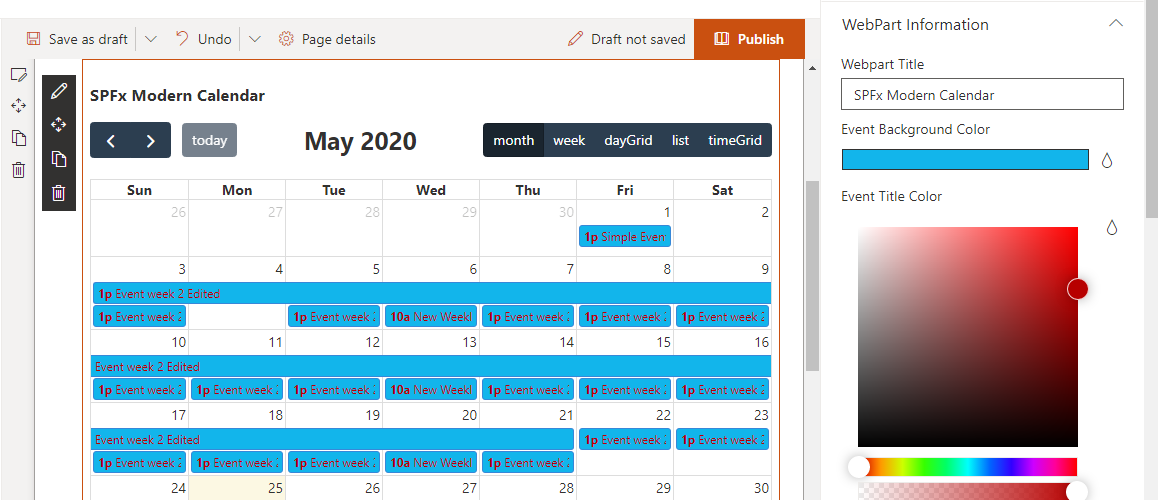 Save as draft Undo Page details Draft not saved Publish
SPFx Modern Calendar
today May 2020 month week dayGrid list timeGrid
Sun Mon Tue Wed Thu Fri Sat
26 27 28 29 30 1 2
1p Simple Even
3 4 5 6 7 8 9
1p Event week 2 Edited
1p Event week 2 1p Event week 2 10a New Weekl 1p Event week 2 1p Event week 2 1p Event week 2
10 11 12 13 14 15 16
Event week 2 Edited
1p Event week 2 1p Event week 2 1p Event week 2 10a New Weekl 1p Event week 2 1p Event week 2 1p Event week 2
17 18 19 20 21 22 23
Event week 2 Edited 1p Event week 2 1p Event week 2
1p Event week 2 1p Event week 2 1p Event week 2 10a New Weekl 1p Event week 2
24 25 26 27 28 29 30
WebPart Information
Webpart Title
SPFx Modern Calendar
Event Background Color
Event Title Color